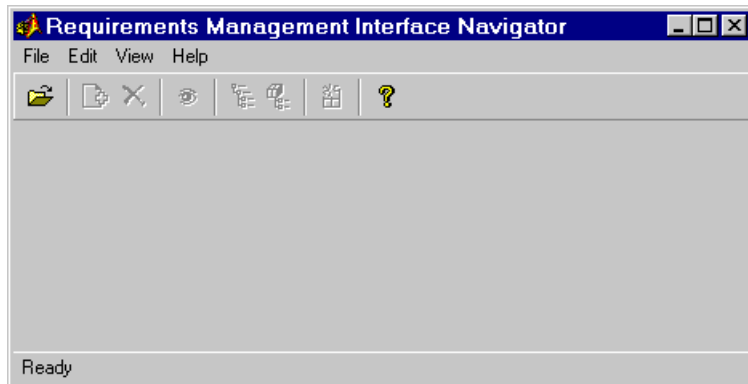 Requirements Management Interface Navigator
File Edit View Help
Ready